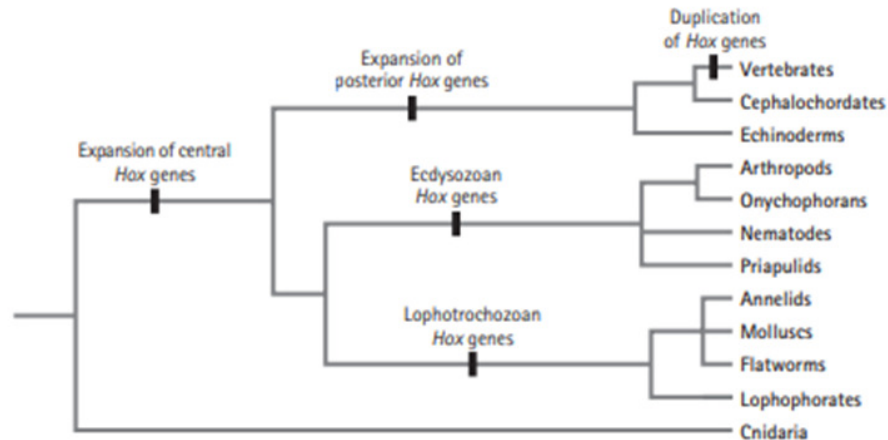 Duplication
of Hox genes
Expansion of
posterior Hox genes
Vertebrates
Cephalochordates
Echinoderms
Expansion of central
Hox genes
Ecdysozoan
Hox genes
Arthropods
Onychophorans
Nematodes
Priapulids
Lophotrochozoan
Hox genes
Annelids
Molluscs
Flatworms
Lophophorates
Cnidaria